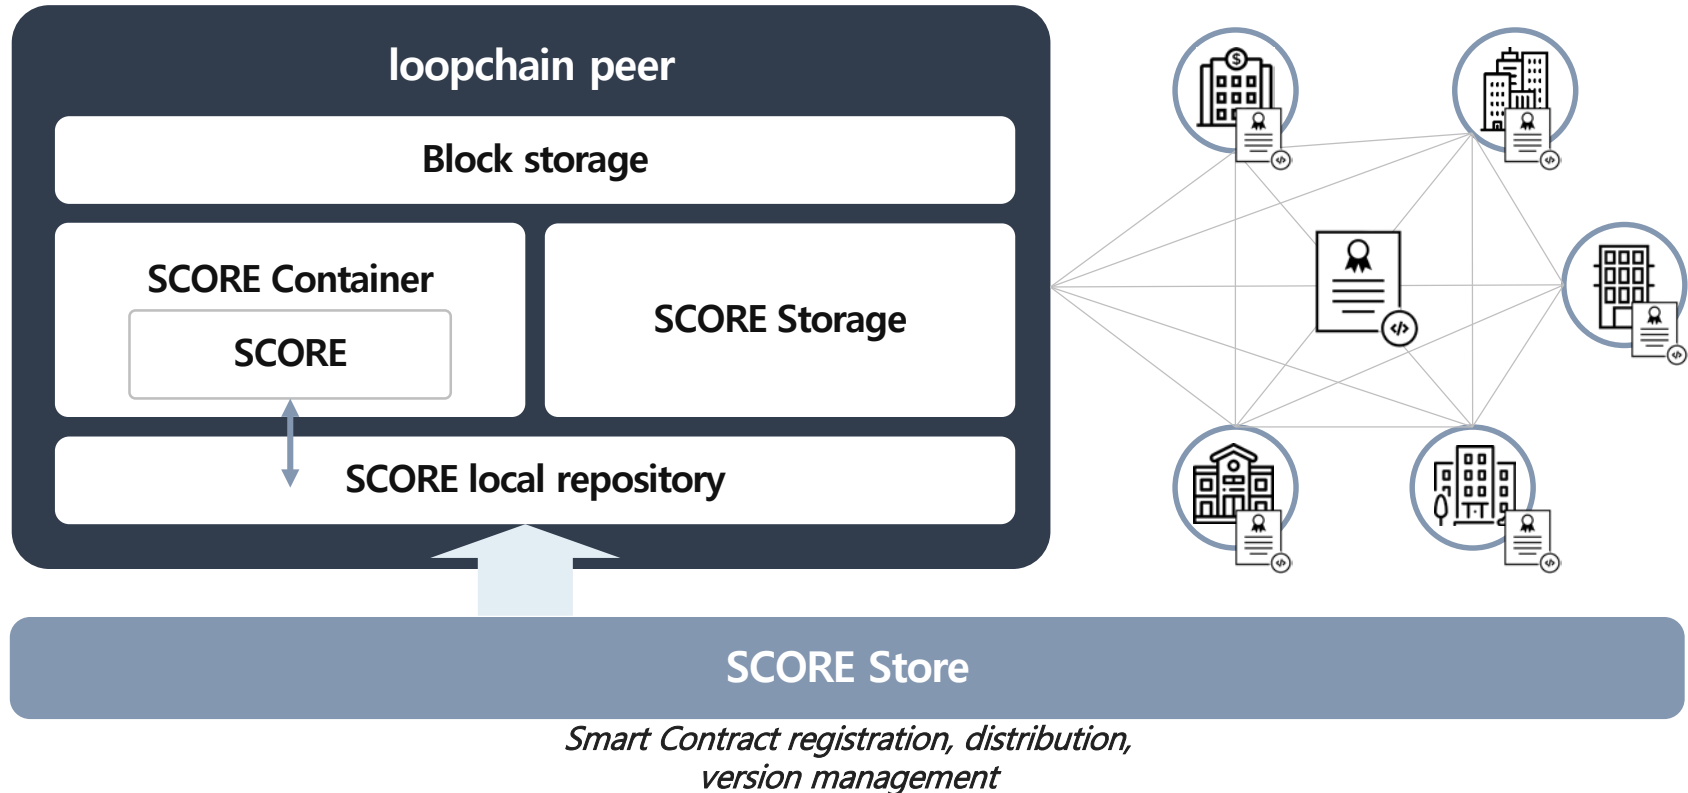 loopchain peer
Block storage
SCORE Container
SCORE
SCORE Storage
SCORE local repository
$
</>
</>
</>
</>
</>
</>
SCORE Store
Smart Contract registration, distribution,
version management